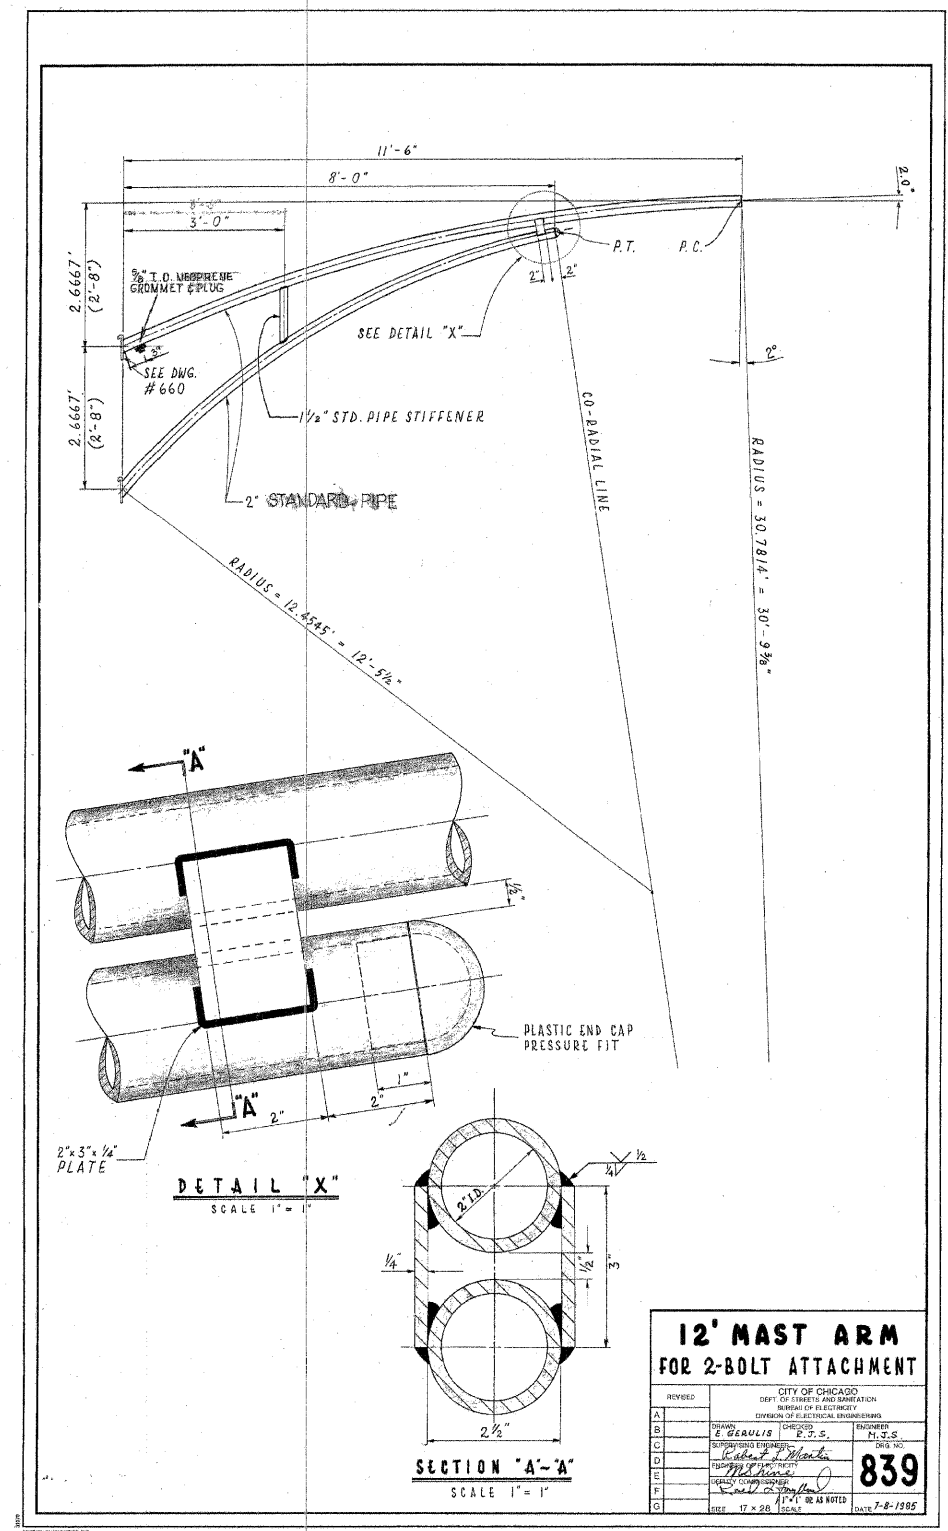 11'-6"
8'-0"
3'-0"
2.0°
2.6667'
(2'-8")
5/8" I.D. NEOPRENE
GROMMET & PLUG
3"
SEE DWG.
#660
2.6667'
(2'-8")
2" 2"
P.T. P.C.
SEE DETAIL "X"
2°
1 1/2" STD. PIPE STIFFENER
2" STANDARD PIPE
CO-RADIAL LINE
RADIUS = 30.7814' = 30'-9 3/8"
RADIUS = 12.4545' = 12'-5 1/2"
"A"
1/2"
PLASTIC END CAP
PRESSURE FIT
1"
2" 2"
"A"
2" x 3" x 1/4"
PLATE
DETAIL "X"
SCALE 1" = 1"
1/4 1/2
2" I.D.
1/4"
1/2"
3"
2 1/2"
SECTION "A"-"A"
SCALE 1" = 1"
12' MAST ARM
FOR 2-BOLT ATTACHMENT
REVISED
A
B
C
D
E
F
G
CITY OF CHICAGO
DEPT. OF STREETS AND SANITATION
BUREAU OF ELECTRICITY
DIVISION OF ELECTRICAL ENGINEERING
DRAWN E. GERULIS
CHECKED R.J.S.
ENGINEER M.J.S.
SUPERVISING ENGINEER
Robert L. Martin
ENGINEER OF ELECTRICITY
DEPUTY COMMISSIONER
DRG. NO.
839
SIZE 17 x 28
SCALE 1"=1" OR AS NOTED
DATE 7-8-1985